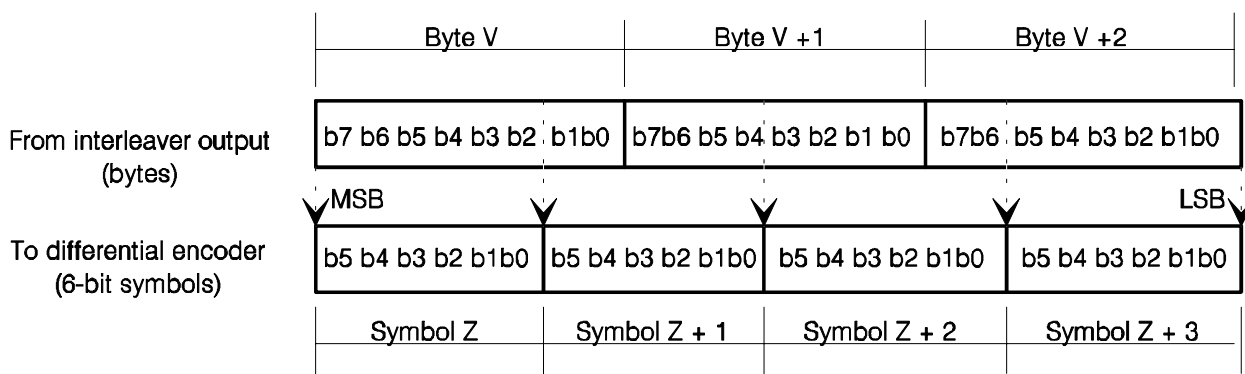 Byte V Byte V +1 Byte V +2
From interleaver output
(bytes)
b7 b6 b5 b4 b3 b2 b1b0 b7b6 b5 b4 b3 b2 b1 b0 b7b6 b5 b4 b3 b2 b1b0
MSB LSB
To differential encoder
(6-bit symbols)
b5 b4 b3 b2 b1b0 b5 b4 b3 b2 b1b0 b5 b4 b3 b2 b1b0 b5 b4 b3 b2 b1b0
Symbol Z Symbol Z + 1 Symbol Z + 2 Symbol Z + 3